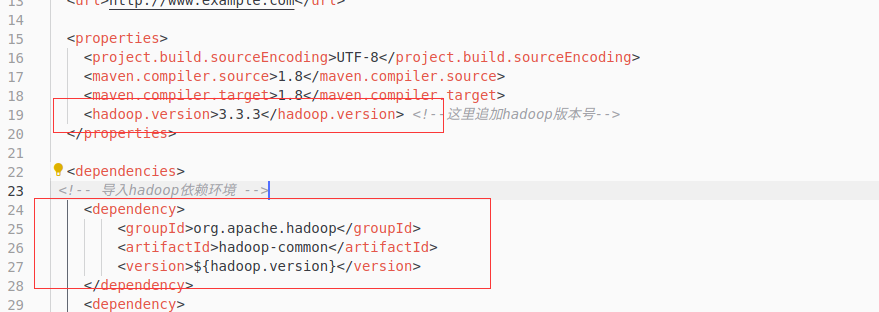 13 <url>http://www.example.com</url>
14
15 <properties>
16 <project.build.sourceEncoding>UTF-8</project.build.sourceEncoding>
17 <maven.compiler.source>1.8</maven.compiler.source>
18 <maven.compiler.target>1.8</maven.compiler.target>
19 <hadoop.version>3.3.3</hadoop.version> <!--这里追加hadoop版本号-->
20 </properties>
21
22 <dependencies>
23 <!-- 导入hadoop依赖环境 -->
24 <dependency>
25 <groupId>org.apache.hadoop</groupId>
26 <artifactId>hadoop-common</artifactId>
27 <version>${hadoop.version}</version>
28 </dependency>
29 <dependency>